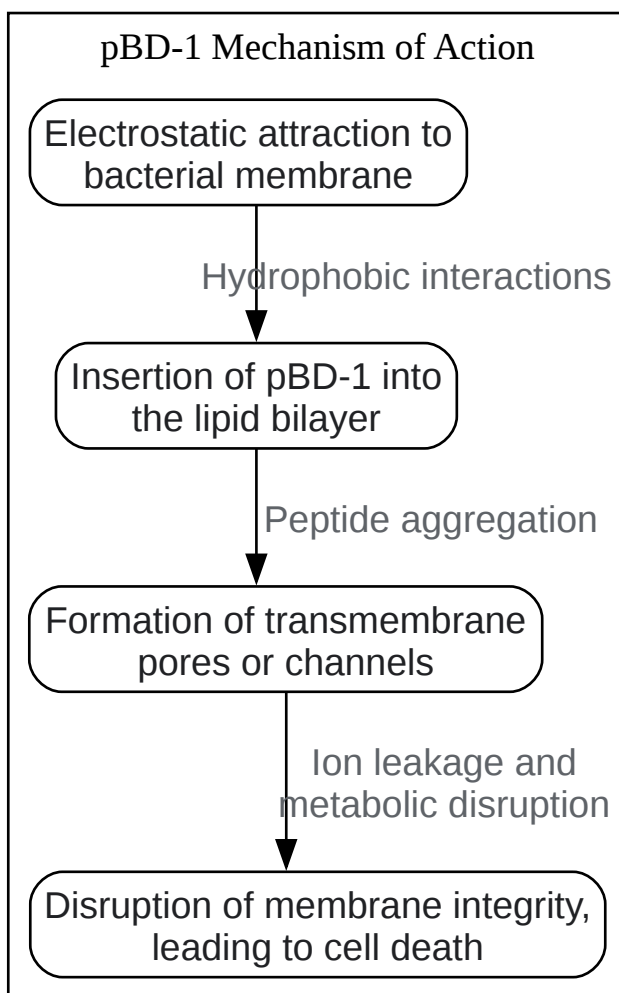 pBD-1 Mechanism of Action
Electrostatic attraction to
bacterial membrane
Hydrophobic interactions
Insertion of pBD-1 into
the lipid bilayer
Peptide aggregation
Formation of transmembrane
pores or channels
Ion leakage and
metabolic disruption
Disruption of membrane integrity,
leading to cell death